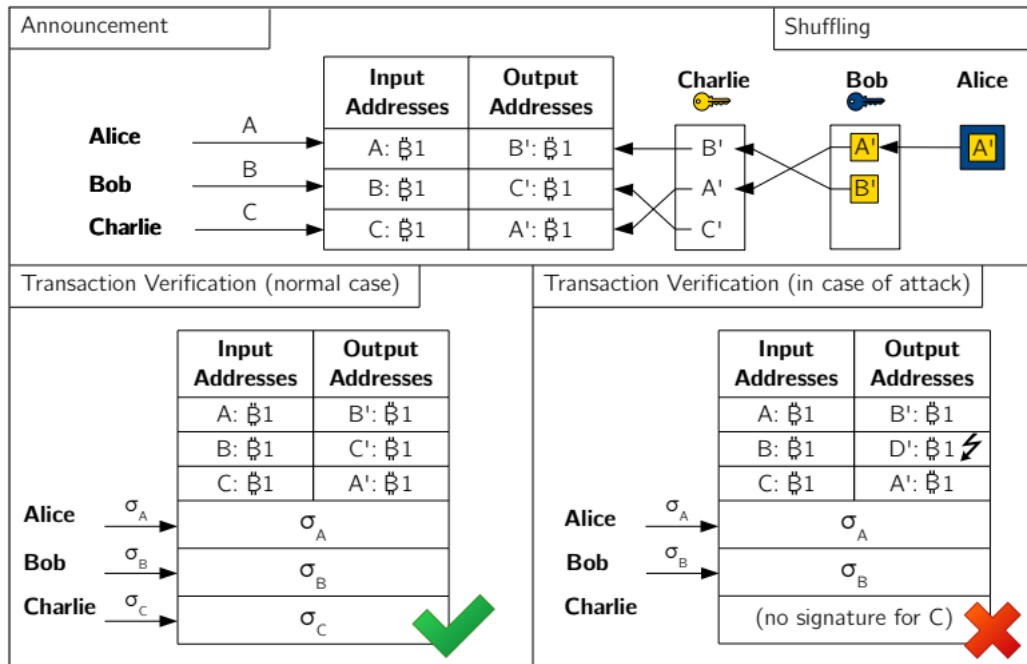 Announcement
Shuffling
Input Addresses
Output Addresses
Charlie
Bob
Alice
Alice
A
A: ₿1
B': ₿1
B'
A'
A'
Bob
B
B: ₿1
C': ₿1
A'
B'
Charlie
C
C: ₿1
A': ₿1
C'
Transaction Verification (normal case)
Input Addresses
Output Addresses
A: ₿1
B': ₿1
B: ₿1
C': ₿1
C: ₿1
A': ₿1
Alice
σA
σA
Bob
σB
σB
Charlie
σC
σC
Transaction Verification (in case of attack)
Input Addresses
Output Addresses
A: ₿1
B': ₿1
B: ₿1
D': ₿1
C: ₿1
A': ₿1
Alice
σA
σA
Bob
σB
σB
Charlie
(no signature for C)